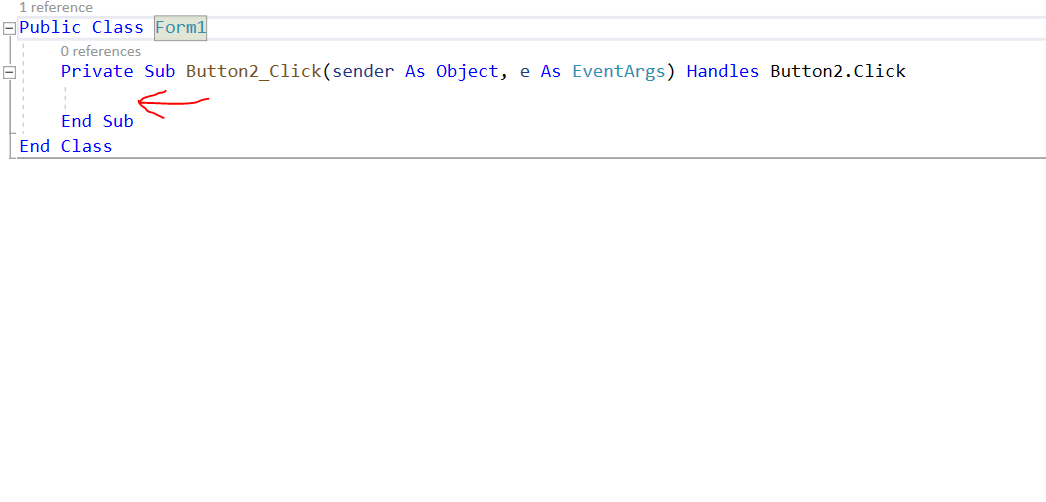 1 reference
Public Class Form1
0 references
Private Sub Button2_Click(sender As Object, e As EventArgs) Handles Button2.Click
End Sub
End Class